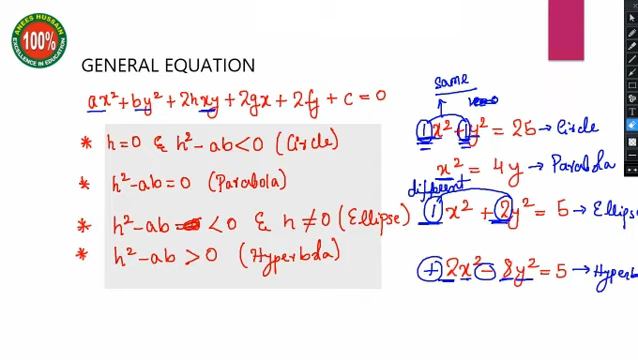 ANEES HUSSAIN
100%
EXCELLENCE IN EDUCATION
GENERAL EQUATION
ax² + by² + 2hxy + 2gx + 2fy + c = 0
* h=0 & h² - ab < 0 (Circle)
* h² - ab = 0 (Parabola)
* h² - ab < 0 & h ≠ 0 (Ellipse)
* h² - ab > 0 (Hyperbola)
same
1x² + 1y² = 25 → Circle
x² = 4y → Parabola
different
1x² + 2y² = 5 → Ellipse
+2x² - 8y² = 5 → Hyperb